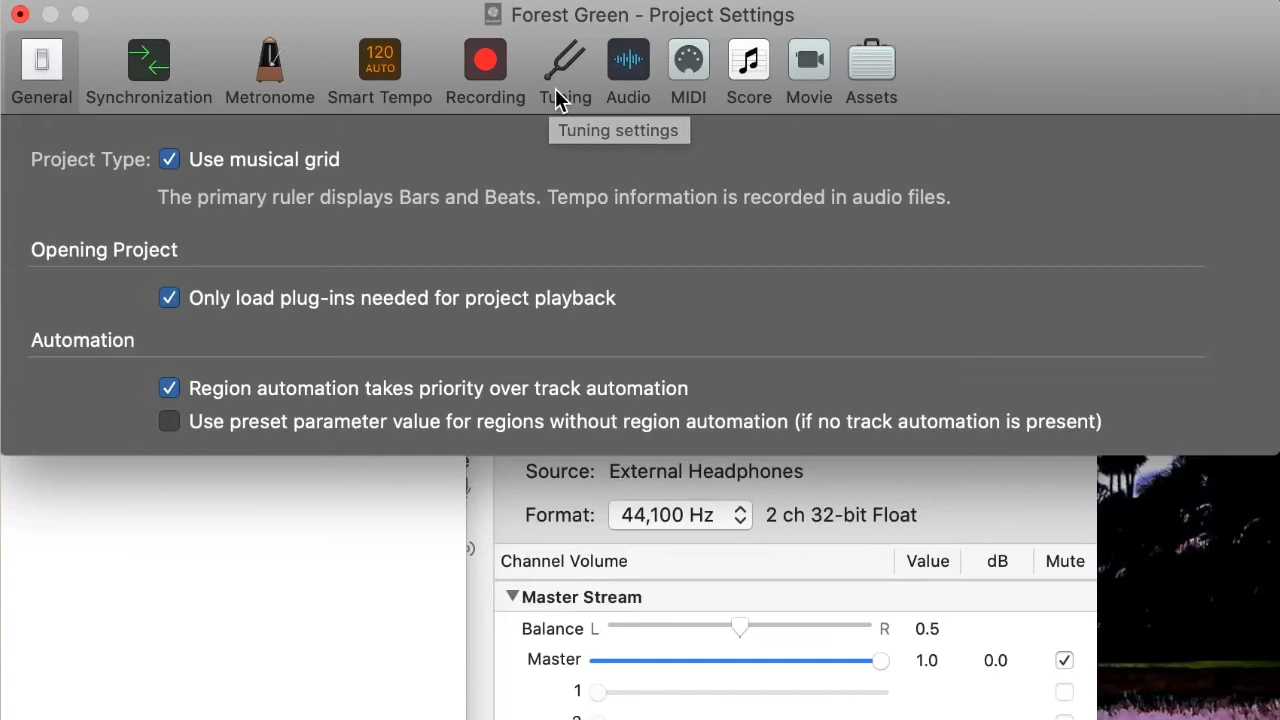 Forest Green - Project Settings
120
AUTO
General Synchronization Metronome Smart Tempo Recording Tuning Audio MIDI Score Movie Assets
Tuning settings
Project Type: Use musical grid
The primary ruler displays Bars and Beats. Tempo information is recorded in audio files.
Opening Project
Only load plug-ins needed for project playback
Automation
Region automation takes priority over track automation
Use preset parameter value for regions without region automation (if no track automation is present)
Source: External Headphones
Format: 44,100 Hz 2 ch 32-bit Float
Channel Volume Value dB Mute
Master Stream
Balance L R 0.5
Master 1.0 0.0
1